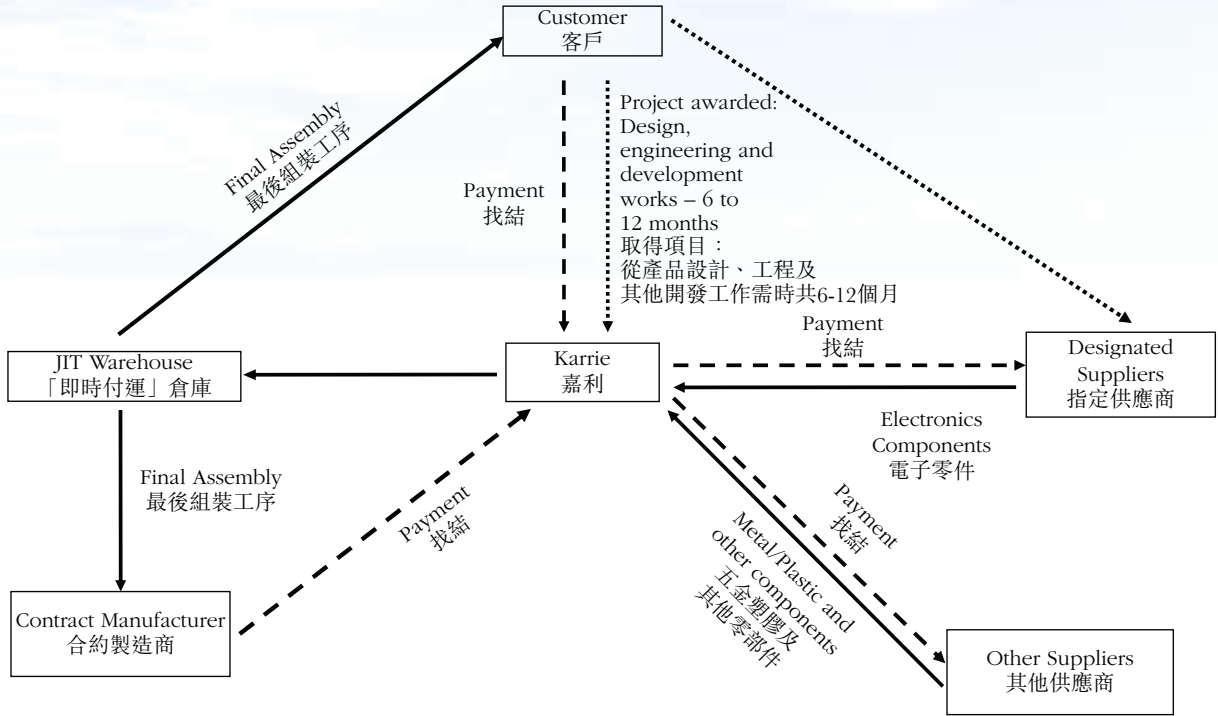 Customer
客戶
Final Assembly
最後組裝工序
Payment
找結
Project awarded:
Design,
engineering and
development
works – 6 to
12 months
取得項目：
從產品設計、工程及
其他開發工作需時共6-12個月
JIT Warehouse
「即時付運」倉庫
Karrie
嘉利
Payment
找結
Designated
Suppliers
指定供應商
Electronics
Components
電子零件
Final Assembly
最後組裝工序
Payment
找結
Payment
找結
Metal/Plastic and
other components
五金塑膠及
其他零部件
Contract Manufacturer
合約製造商
Other Suppliers
其他供應商